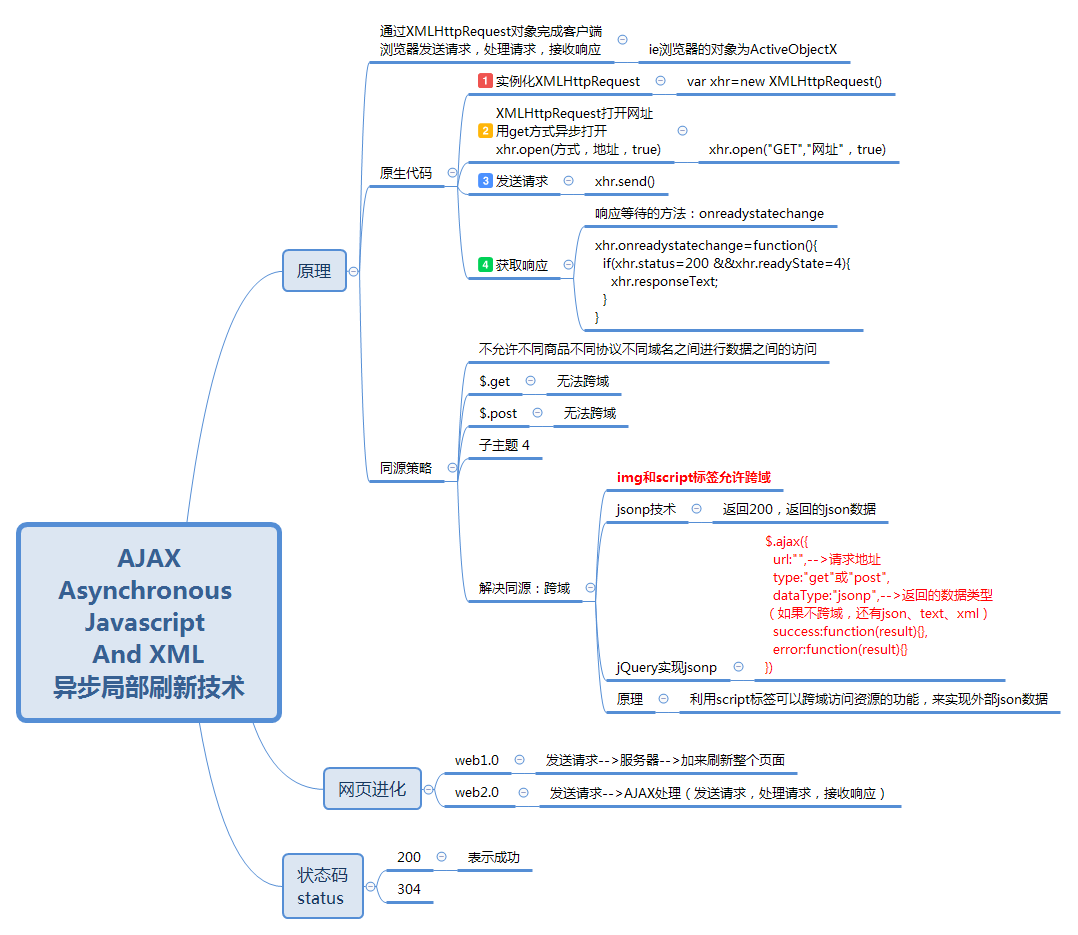 AJAX
Asynchronous
Javascript
And XML
异步局部刷新技术
原理
通过XMLHttpRequest对象完成客户端
浏览器发送请求，处理请求，接收响应
ie浏览器的对象为ActiveObjectX
原生代码
1 实例化XMLHttpRequest
var xhr=new XMLHttpRequest()
XMLHttpRequest打开网址
2 用get方式异步打开
xhr.open(方式，地址，true)
xhr.open("GET","网址"，true)
3 发送请求
xhr.send()
4 获取响应
响应等待的方法：onreadystatechange
xhr.onreadystatechange=function(){
if(xhr.status=200 &&xhr.readyState=4){
xhr.responseText;
}
}
同源策略
不允许不同商品不同协议不同域名之间进行数据之间的访问
$.get
无法跨域
$.post
无法跨域
子主题 4
解决同源：跨域
img和script标签允许跨域
jsonp技术
返回200，返回的json数据
jQuery实现jsonp
$.ajax({
url:"",-->请求地址
type:"get"或"post",
dataType:"jsonp",-->返回的数据类型
（如果不跨域，还有json、text、xml）
success:function(result){},
error:function(result){}
})
原理
利用script标签可以跨域访问资源的功能，来实现外部json数据
网页进化
web1.0
发送请求-->服务器-->加来刷新整个页面
web2.0
发送请求-->AJAX处理（发送请求，处理请求，接收响应）
状态码
status
200
表示成功
304